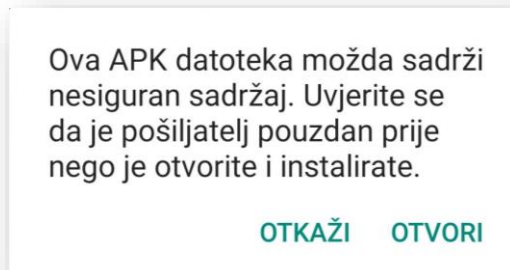 Ova APK datoteka možda sadrži
nesiguran sadržaj. Uvjerite se
da je pošiljatelj pouzdan prije
nego je otvorite i instalirate.
OTKAŽI OTVORI